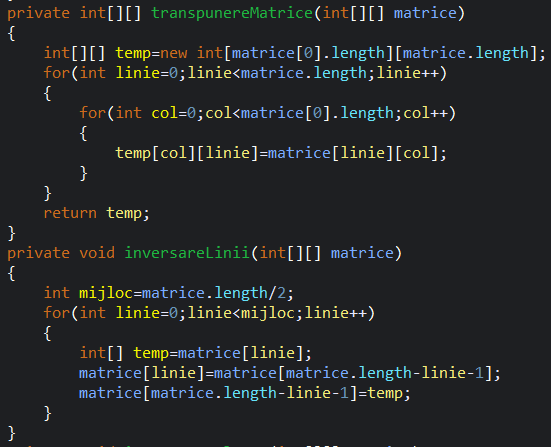 private int[][] transpunereMatrice(int[][] matrice)
{
    int[][] temp=new int[matrice[0].length][matrice.length];
    for(int linie=0;linie<matrice.length;linie++)
    {
        for(int col=0;col<matrice[0].length;col++)
        {
            temp[col][linie]=matrice[linie][col];
        }
    }
    return temp;
}
private void inversareLinii(int[][] matrice)
{
    int mijloc=matrice.length/2;
    for(int linie=0;linie<mijloc;linie++)
    {
        int[] temp=matrice[linie];
        matrice[linie]=matrice[matrice.length-linie-1];
        matrice[matrice.length-linie-1]=temp;
    }
}